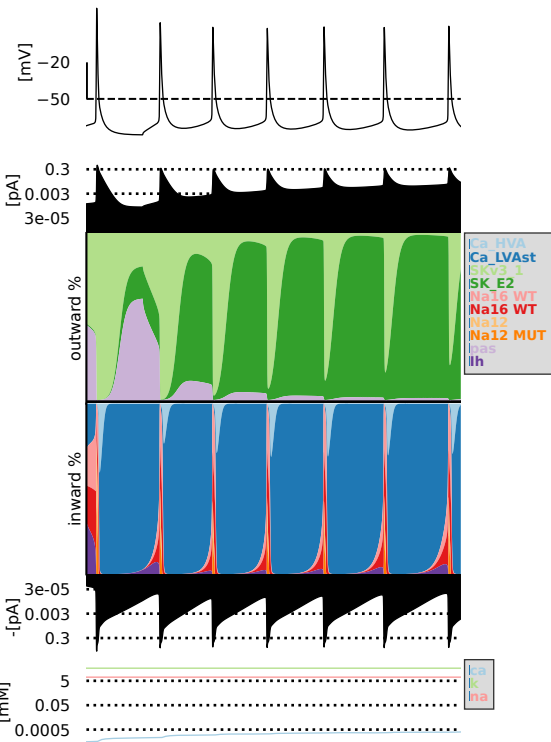 [mV]
−20
−50
[pA]
0.3
0.003
3e-05
outward %
Ca_HVA
Ca_LVAst
SKv3_1
SK_E2
Na16 WT
Na16 WT
Na12
Na12 MUT
pas
Ih
inward %
-[pA]
3e-05
0.003
0.3
[mM]
5
0.05
0.0005
ca
k
na